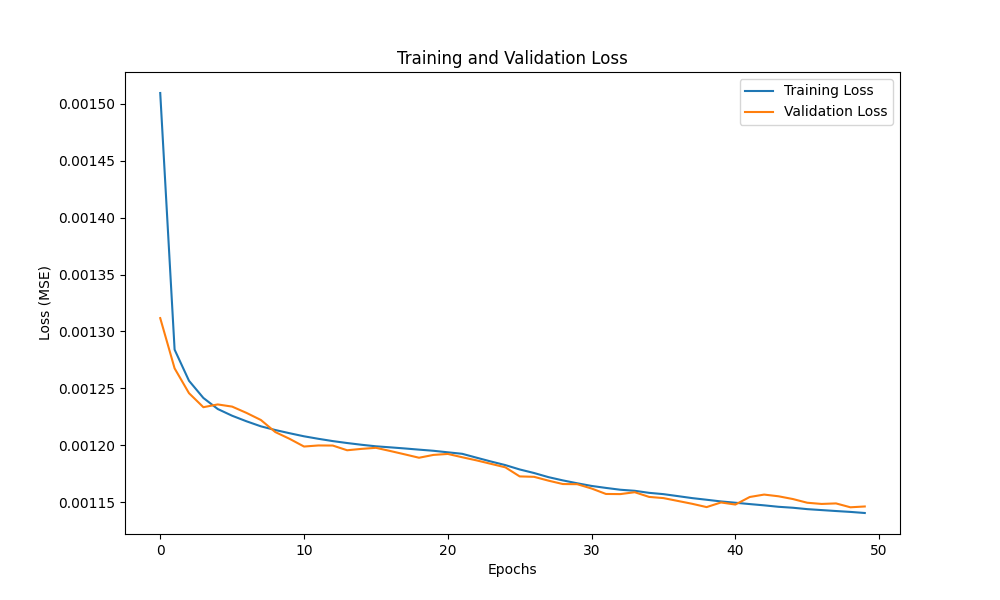 Training and Validation Loss
Training Loss
Validation Loss
Loss (MSE)
0.00150
0.00145
0.00140
0.00135
0.00130
0.00125
0.00120
0.00115
0 10 20 30 40 50
Epochs